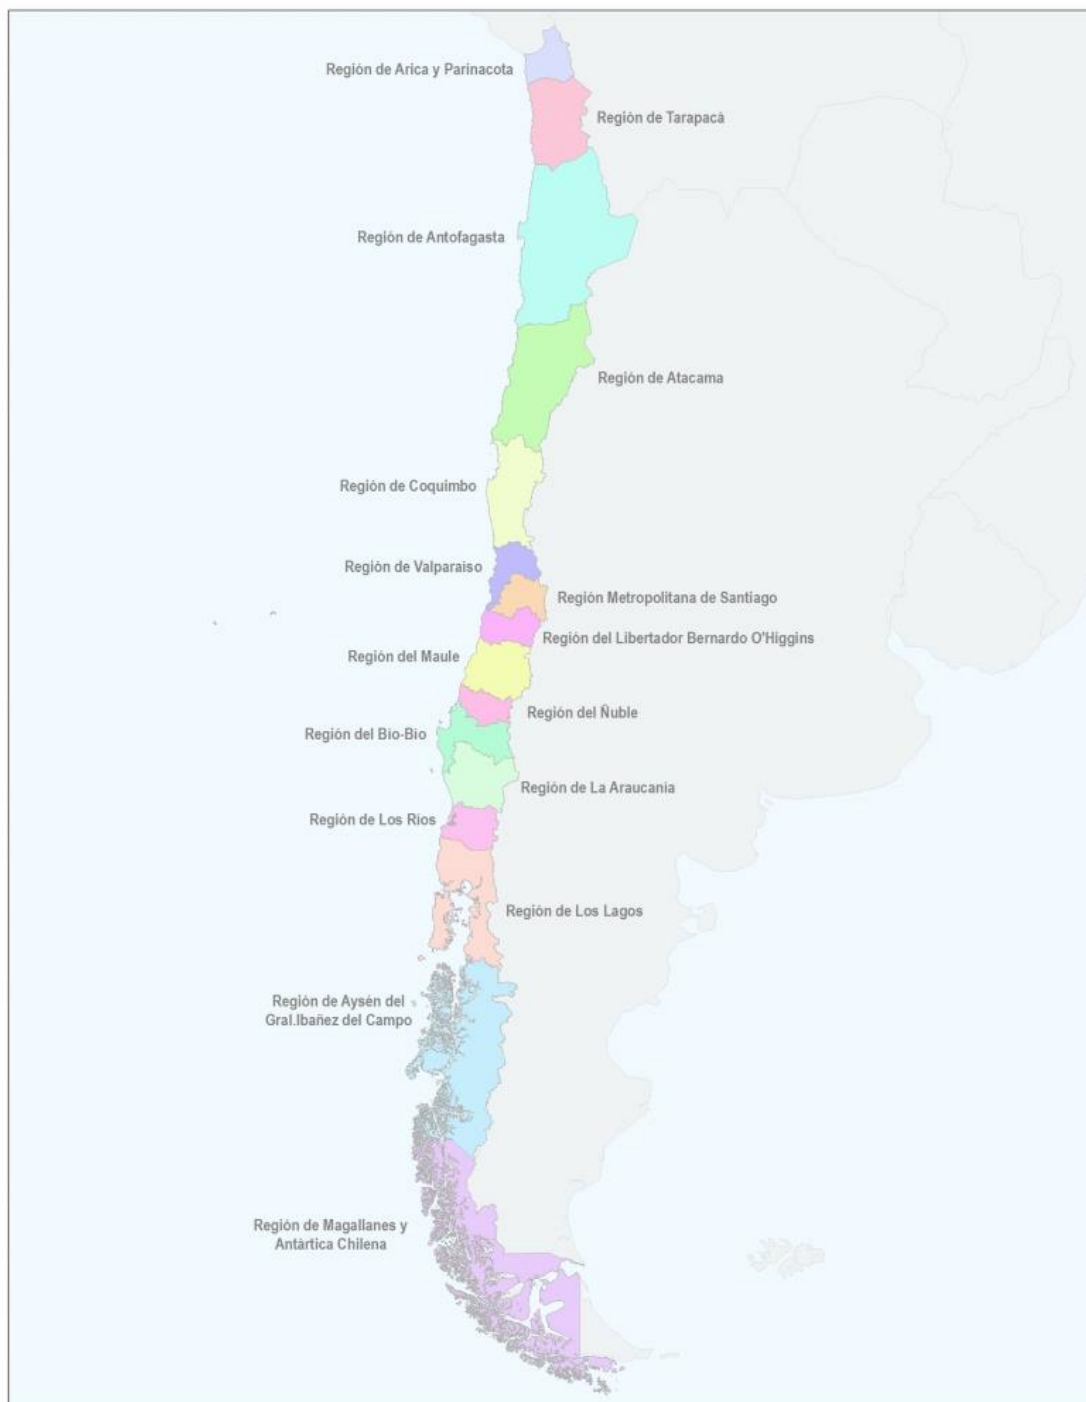 Región de Arica y Parinacota
Región de Tarapacá
Región de Antofagasta
Región de Atacama
Región de Coquimbo
Región de Valparaiso
Región Metropolitana de Santiago
Región del Libertador Bernardo O'Higgins
Región del Maule
Región del Ñuble
Región del Bío-Bío
Región de La Araucanía
Región de Los Ríos
Región de Los Lagos
Región de Aysén del
Gral.Ibañez del Campo
Región de Magallanes y
Antártica Chilena